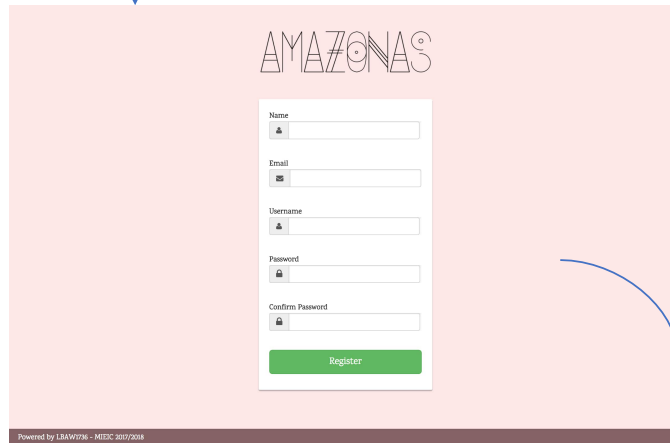 AMAZONAS
Name
Email
Username
Password
Confirm Password
Register
Powered by LBAW1736 - MIEIC 2017/2018